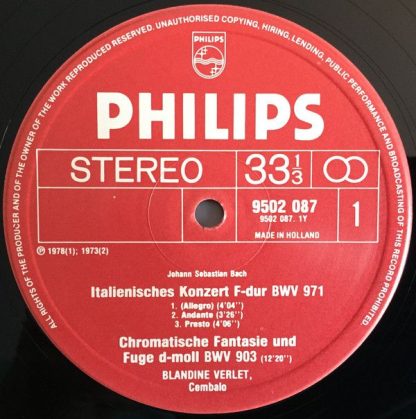 ALL RIGHTS OF THE PRODUCER AND OF THE OWNER OF THE WORK REPRODUCED RESERVED. UNAUTHORISED COPYING, HIRING, LENDING, PUBLIC PERFORMANCE AND BROADCASTING OF THIS RECORD PROHIBITED.
PHILIPS
PHILIPS
STEREO
33⅓
9502 087
9502 087. 1Y
MADE IN HOLLAND
1
℗ 1978(1); 1973(2)
Johann Sebastian Bach
Italienisches Konzert F-dur BWV 971
1. (Allegro) (4'04")
2. Andante (3'26")
3. Presto (4'06")
Chromatische Fantasie und
Fuge d-moll BWV 903 (12'20")
BLANDINE VERLET,
Cembalo